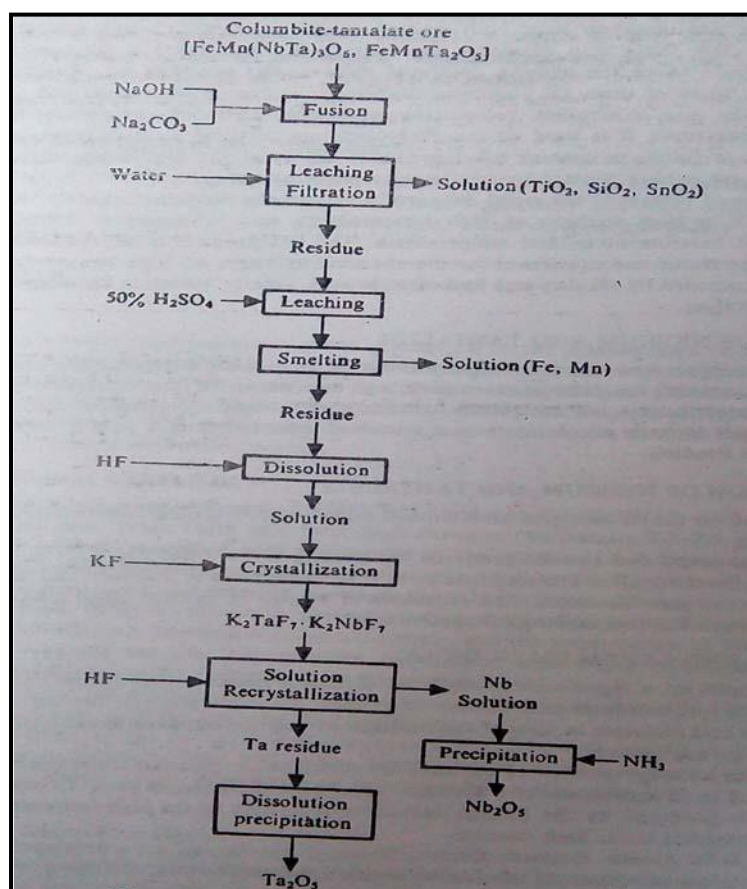 Columbite-tantalate ore
[FeMn(NbTa)₃O₆, FeMnTa₂O₅]
NaOH
Na₂CO₃
Fusion
Water
Leaching
Filtration
Solution (TiO₂, SiO₂, SnO₂)
Residue
50% H₂SO₄
Leaching
Smelting
Solution (Fe, Mn)
Residue
HF
Dissolution
Solution
KF
Crystallization
K₂TaF₇·K₂NbF₇
HF
Solution
Recrystallization
Nb
Solution
Ta residue
Precipitation
NH₃
Dissolution
precipitation
Nb₂O₅
Ta₂O₅